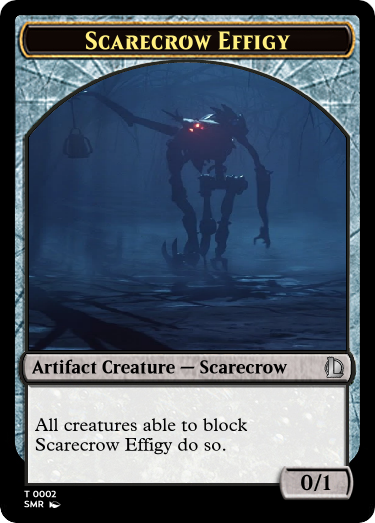 Scarecrow Effigy
Artifact Creature — Scarecrow
All creatures able to block
Scarecrow Effigy do so.
0/1
T 0002
SMR